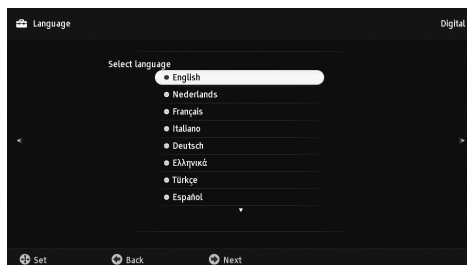 Language
Digital
Select language
English
Nederlands
Français
Italiano
Deutsch
Ελληνικά
Türkçe
Español
Set Back Next